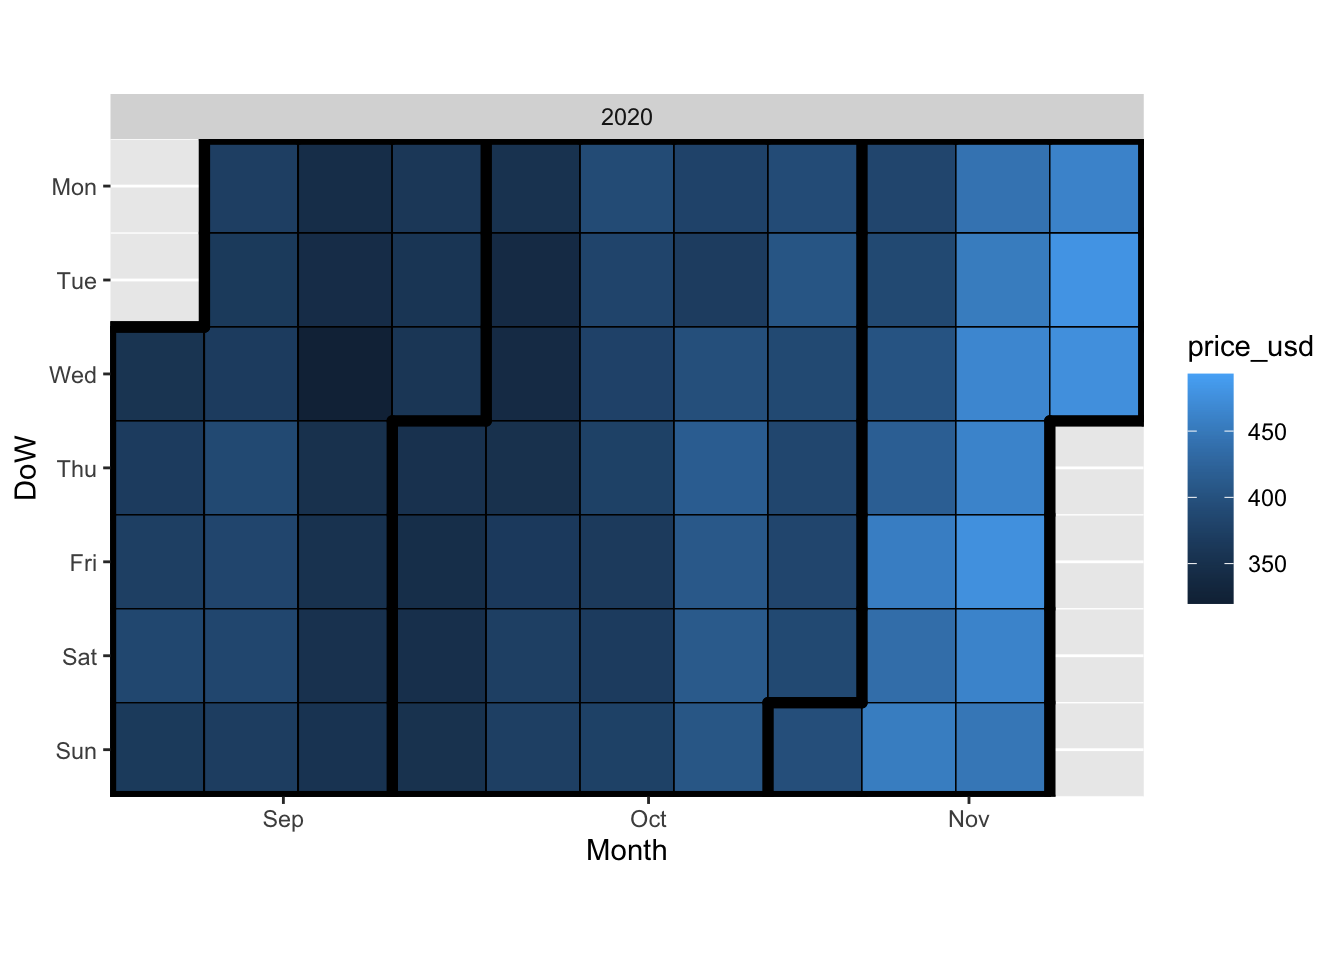 2020
Mon
Tue
Wed
Thu
Fri
Sat
Sun
DoW
Sep Oct Nov
Month
price_usd
450
400
350